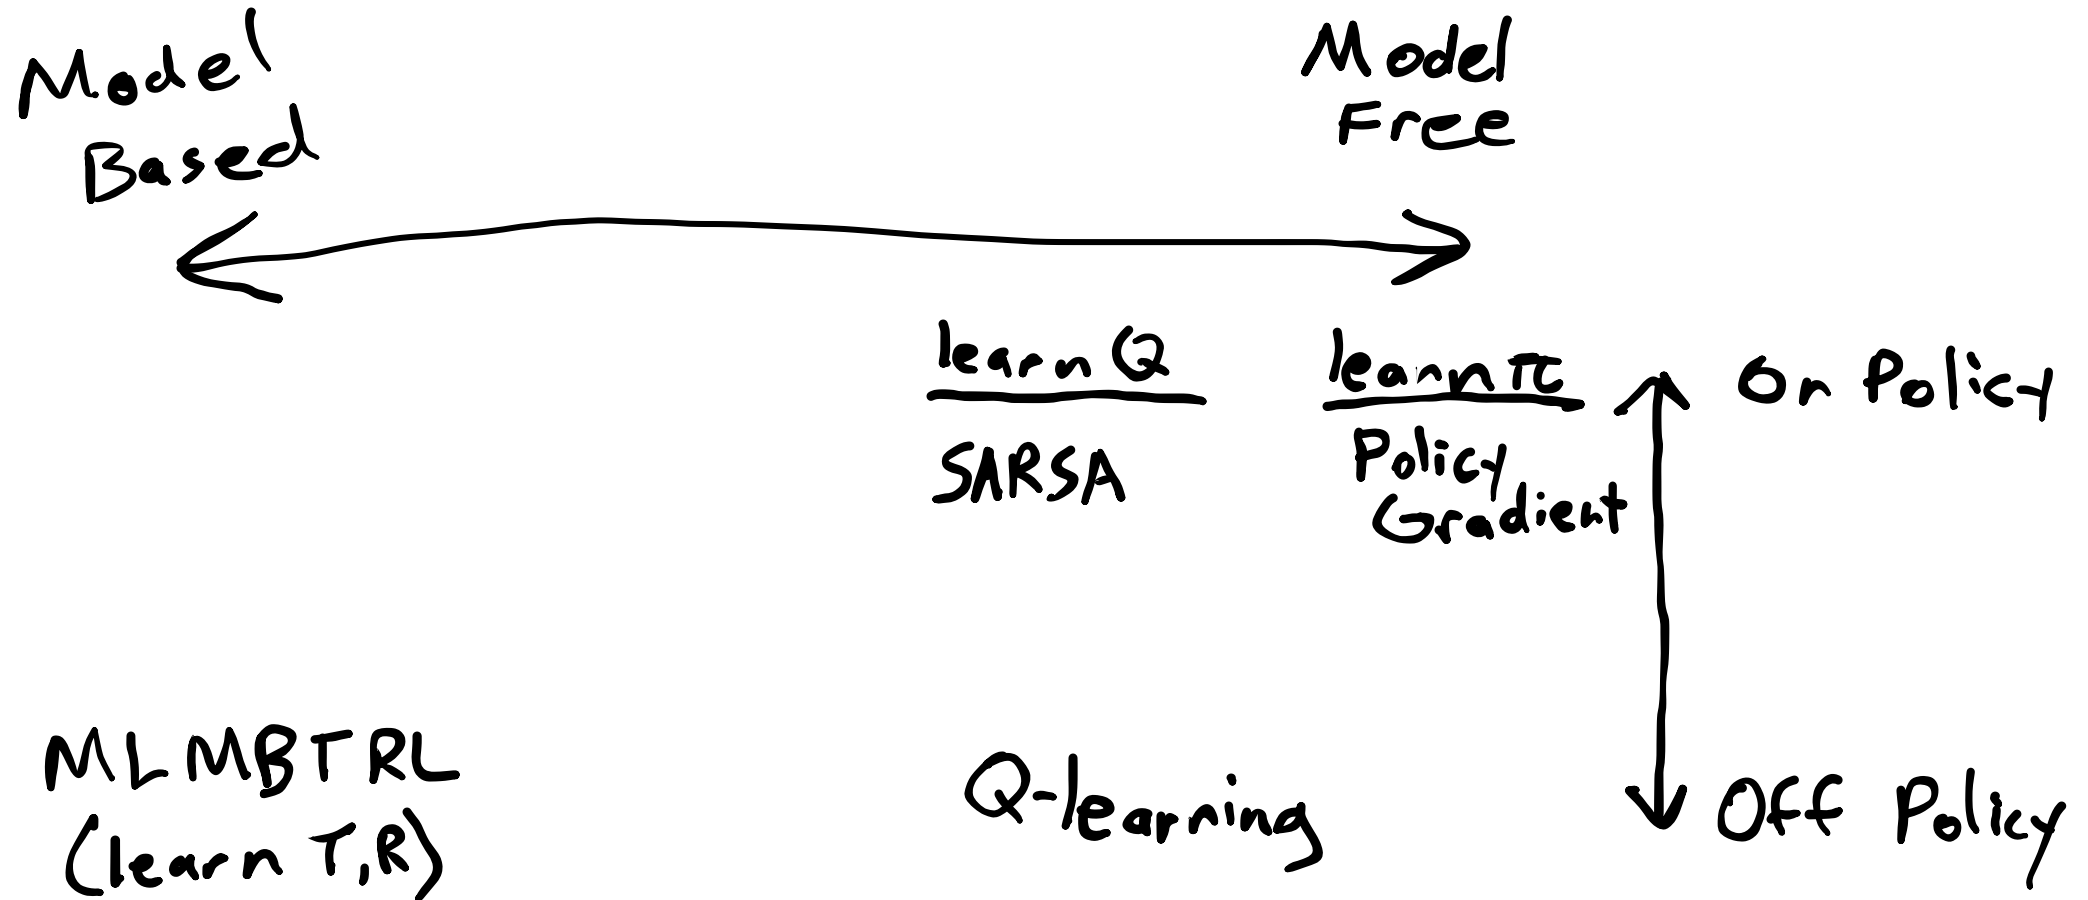 Model
Based
Model
Free
learn Q
learn π
On Policy
SARSA
Policy
Gradient
MLMBTRL
(learn T,R)
Q-learning
Off Policy